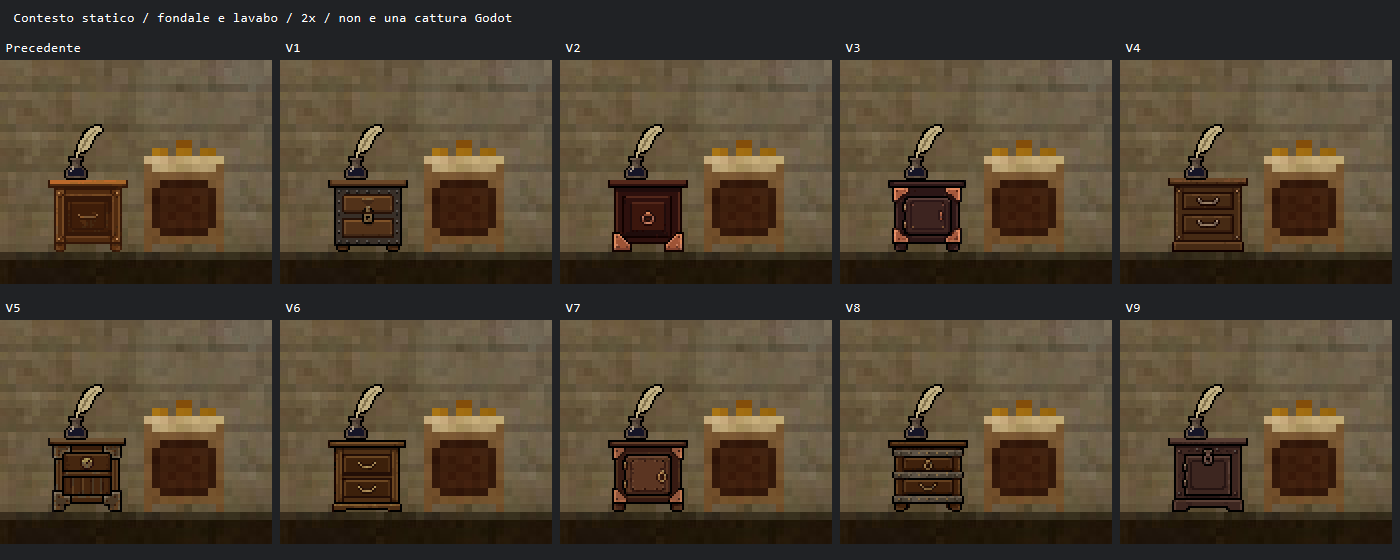 Contesto statico / fondale e lavabo / 2x / non e una cattura Godot
Precedente
V1
V2
V3
V4
V5
V6
V7
V8
V9